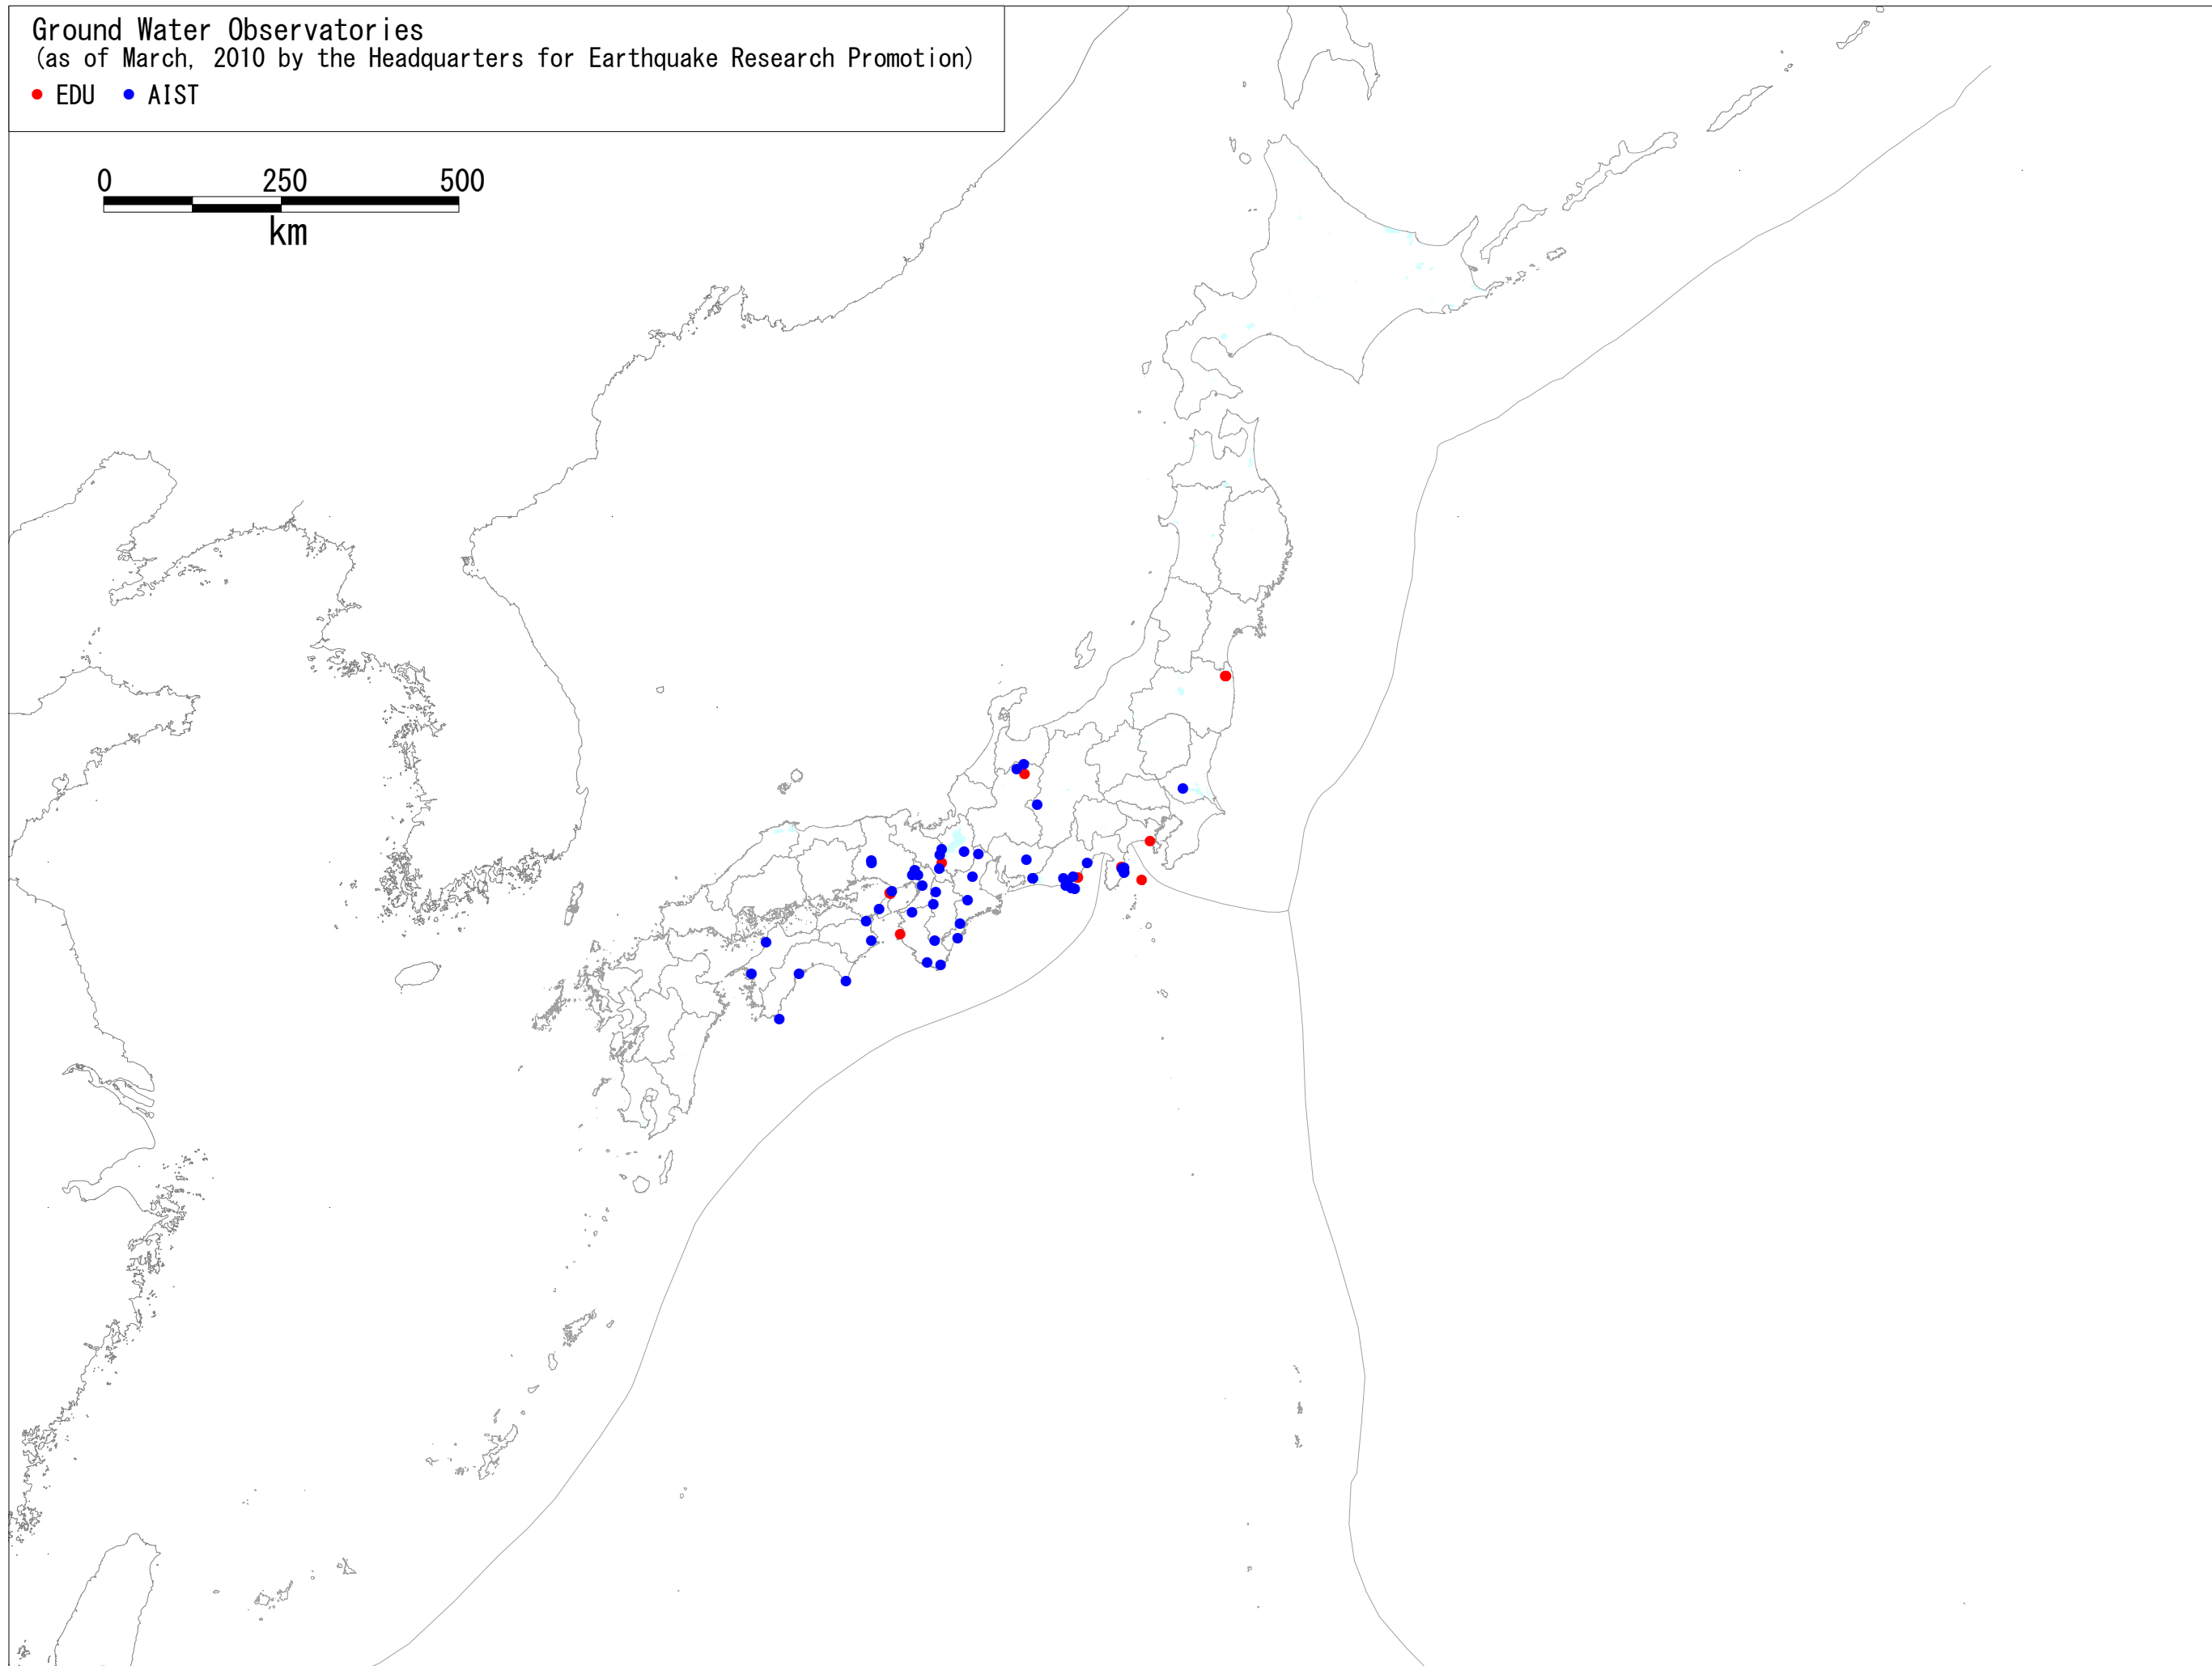 Ground Water Observatories
(as of March, 2010 by the Headquarters for Earthquake Research Promotion)
EDU AIST
0 250 500
km